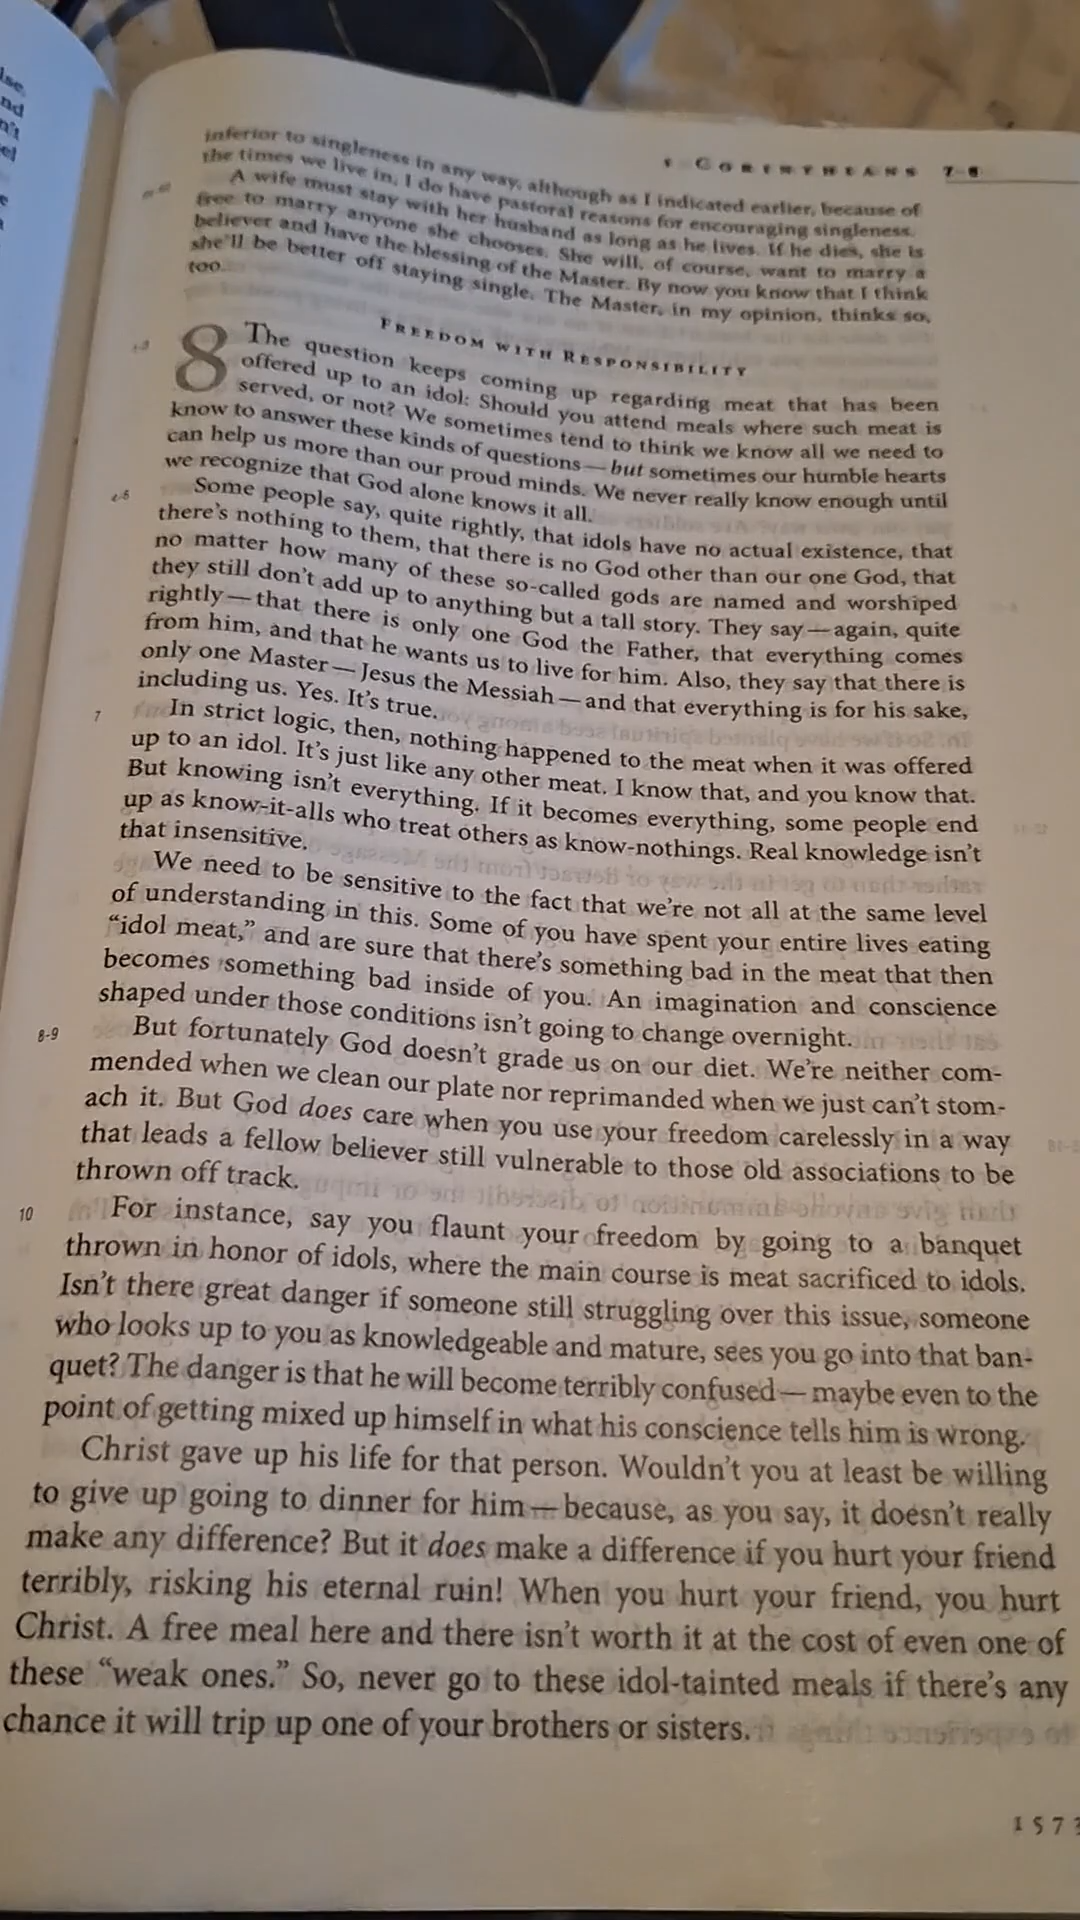 1 CORINTHIANS 7-8
inferior to singleness in any way, although as I indicated earlier, because of
the times we live in, I do have pastoral reasons for encouraging singleness.
A wife must stay with her husband as long as he lives. If he dies, she is
free to marry anyone she chooses. She will, of course, want to marry a
believer and have the blessing of the Master. By now you know that I think
she'll be better off staying single. The Master, in my opinion, thinks so,
too.
FREEDOM WITH RESPONSIBILITY
8 The question keeps coming up regarding meat that has been
offered up to an idol: Should you attend meals where such meat is
served, or not? We sometimes tend to think we know all we need to
know to answer these kinds of questions—but sometimes our humble hearts
can help us more than our proud minds. We never really know enough until
we recognize that God alone knows it all.
4-6 Some people say, quite rightly, that idols have no actual existence, that
there's nothing to them, that there is no God other than our one God, that
no matter how many of these so-called gods are named and worshiped
they still don't add up to anything but a tall story. They say—again, quite
rightly—that there is only one God the Father, that everything comes
from him, and that he wants us to live for him. Also, they say that there is
only one Master—Jesus the Messiah—and that everything is for his sake,
including us. Yes. It's true.
7 In strict logic, then, nothing happened to the meat when it was offered
up to an idol. It's just like any other meat. I know that, and you know that.
But knowing isn't everything. If it becomes everything, some people end
up as know-it-alls who treat others as know-nothings. Real knowledge isn't
that insensitive.
We need to be sensitive to the fact that we're not all at the same level
of understanding in this. Some of you have spent your entire lives eating
“idol meat,” and are sure that there's something bad in the meat that then
becomes something bad inside of you. An imagination and conscience
shaped under those conditions isn't going to change overnight.
8-9 But fortunately God doesn't grade us on our diet. We're neither com-
mended when we clean our plate nor reprimanded when we just can't stom-
ach it. But God does care when you use your freedom carelessly in a way
that leads a fellow believer still vulnerable to those old associations to be
thrown off track.
10 For instance, say you flaunt your freedom by going to a banquet
thrown in honor of idols, where the main course is meat sacrificed to idols.
Isn't there great danger if someone still struggling over this issue, someone
who looks up to you as knowledgeable and mature, sees you go into that ban-
quet? The danger is that he will become terribly confused—maybe even to the
point of getting mixed up himself in what his conscience tells him is wrong.
Christ gave up his life for that person. Wouldn't you at least be willing
to give up going to dinner for him—because, as you say, it doesn't really
make any difference? But it does make a difference if you hurt your friend
terribly, risking his eternal ruin! When you hurt your friend, you hurt
Christ. A free meal here and there isn't worth it at the cost of even one of
these “weak ones.” So, never go to these idol-tainted meals if there's any
chance it will trip up one of your brothers or sisters.
157